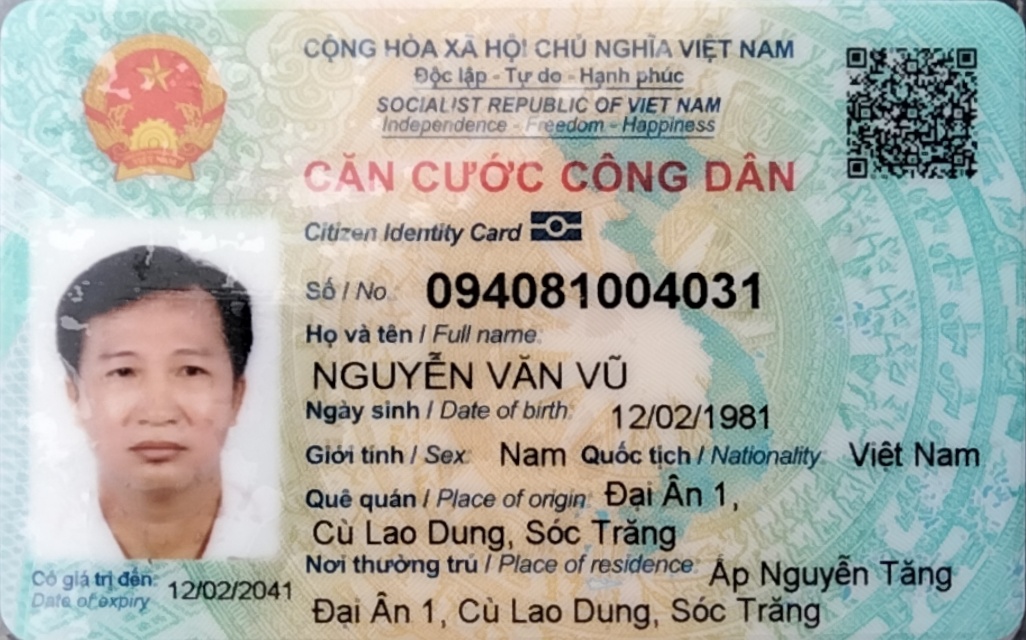 CỘNG HÒA XÃ HỘI CHỦ NGHĨA VIỆT NAM
Độc lập - Tự do - Hạnh phúc
SOCIALIST REPUBLIC OF VIET NAM
Independence - Freedom - Happiness
CĂN CƯỚC CÔNG DÂN
Citizen Identity Card
Số / No.: 094081004031
Họ và tên / Full name:
NGUYỄN VĂN VŨ
Ngày sinh / Date of birth: 12/02/1981
Giới tính / Sex: Nam Quốc tịch / Nationality: Việt Nam
Quê quán / Place of origin: Đại Ân 1,
Cù Lao Dung, Sóc Trăng
Nơi thường trú / Place of residence: Ấp Nguyễn Tăng
Đại Ân 1, Cù Lao Dung, Sóc Trăng
Có giá trị đến: 12/02/2041
Date of expiry